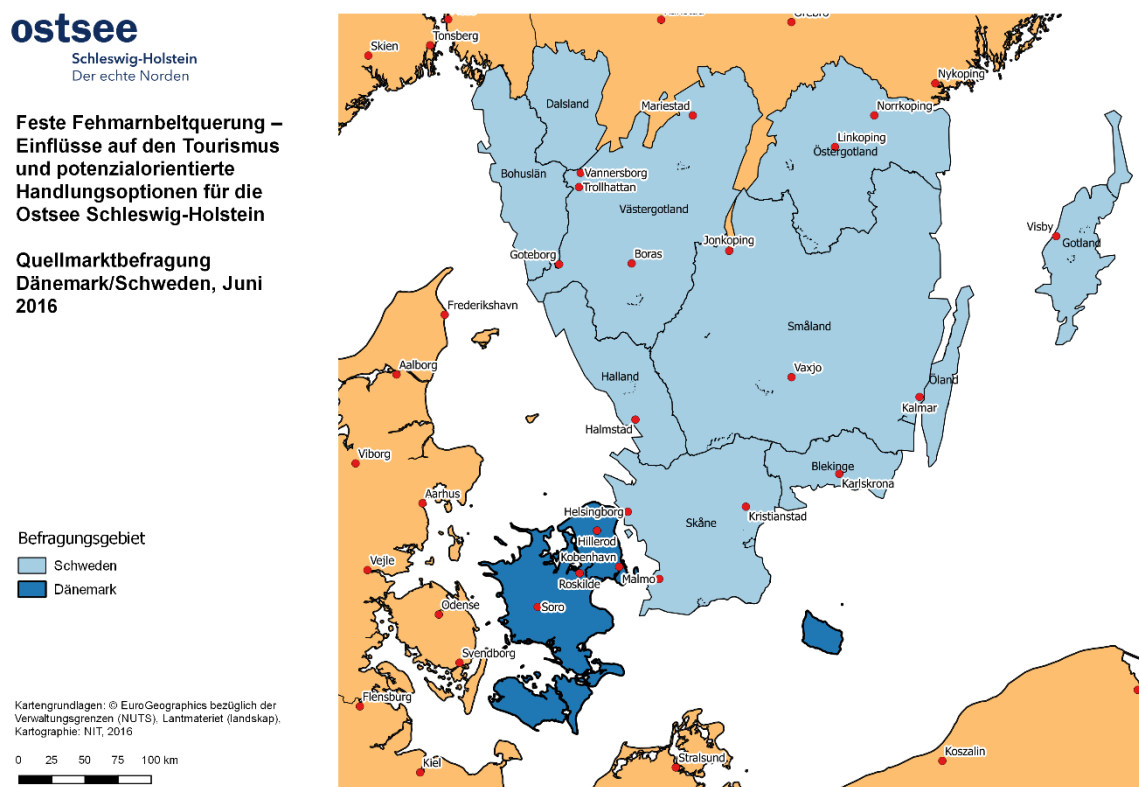 ostsee
Schleswig-Holstein
Der echte Norden
Feste Fehmarnbeltquerung –
Einflüsse auf den Tourismus
und potenzialorientierte
Handlungsoptionen für die
Ostsee Schleswig-Holstein
Quellmarktbefragung
Dänemark/Schweden, Juni
2016
Befragungsgebiet
Schweden
Dänemark
Kartengrundlagen: © EuroGeographics bezüglich der
Verwaltungsgrenzen (NUTS), Lantmateriet (landskap),
Kartographie: NIT, 2016
0 25 50 75 100 km
Skien
Tonsberg
Nykoping
Dalsland
Mariestad
Norrkoping
Linkoping
Östergotland
Bohuslän
Vannersborg
Trollhattan
Västergotland
Visby
Gotland
Goteborg
Boras
Jonkoping
Frederikshavn
Småland
Aalborg
Halland
Vaxjo
Öland
Kalmar
Halmstad
Viborg
Blekinge
Karlskrona
Aarhus
Helsingborg
Skåne
Kristianstad
Hillerod
Kobenhavn
Vejle
Roskilde
Malmo
Odense
Soro
Svendborg
Flensburg
Kiel
Stralsund
Koszalin